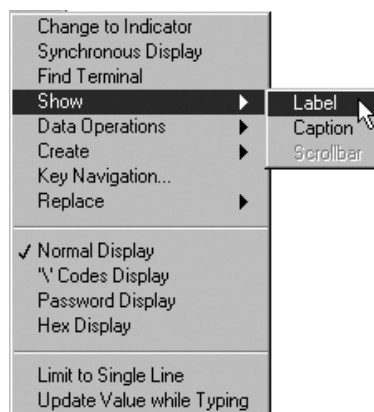 Change to Indicator
Synchronous Display
Find Terminal
Show
Label
Data Operations
Caption
Create
Scrollbar
Key Navigation...
Replace
Normal Display
'\' Codes Display
Password Display
Hex Display
Limit to Single Line
Update Value while Typing